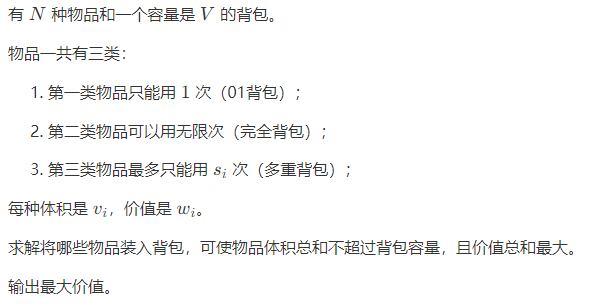 有 N 种物品和一个容量是 V 的背包。
物品一共有三类：
1. 第一类物品只能用 1 次（01背包）；
2. 第二类物品可以用无限次（完全背包）；
3. 第三类物品最多只能用 sᵢ 次（多重背包）；
每种体积是 vᵢ，价值是 wᵢ。
求解将哪些物品装入背包，可使物品体积总和不超过背包容量，且价值总和最大。
输出最大价值。